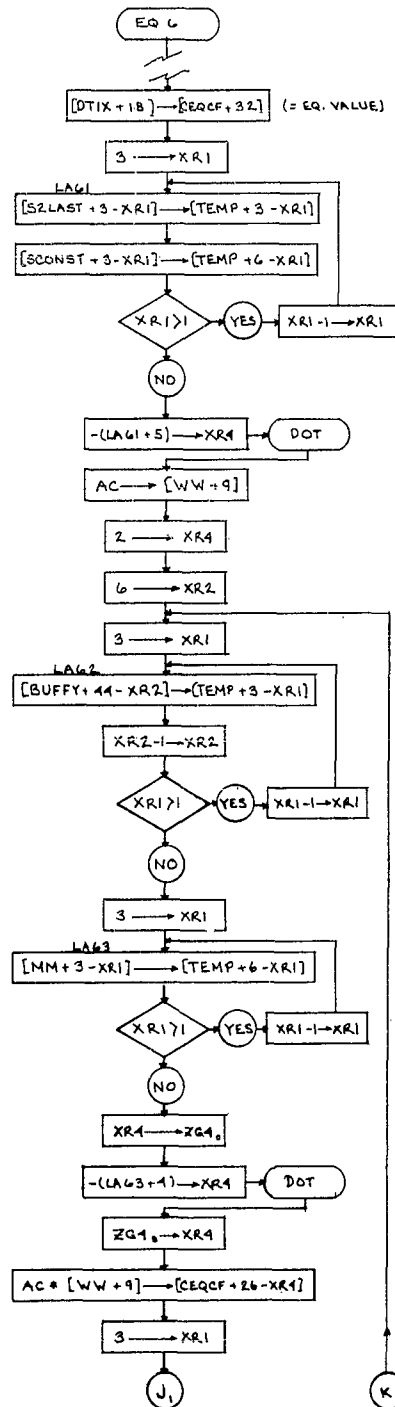 EQ 6
[DTIX + 18] → [CEQCF + 32] (= EQ. VALUE)
3 → XR1
LA61
[S2LAST + 3 - XR1] → [TEMP + 3 - XR1]
[SCONST + 3 - XR1] → [TEMP + 6 - XR1]
XR1 > 1
YES
XR1 - 1 → XR1
NO
-(LA61 + 5) → XR4
DOT
AC → [WW + 9]
2 → XR4
6 → XR2
3 → XR1
LA62
[BUFFY + 44 - XR2] → [TEMP + 3 - XR1]
XR2 - 1 → XR2
XR1 > 1
YES
XR1 - 1 → XR1
NO
3 → XR1
LA63
[MM + 3 - XR1] → [TEMP + 6 - XR1]
XR1 > 1
YES
XR1 - 1 → XR1
NO
XR4 → ZG4.
-(LA63 + 4) → XR4
DOT
ZG4. → XR4
AC * [WW + 9] → [CEQCF + 26 - XR4]
3 → XR1
J1
K